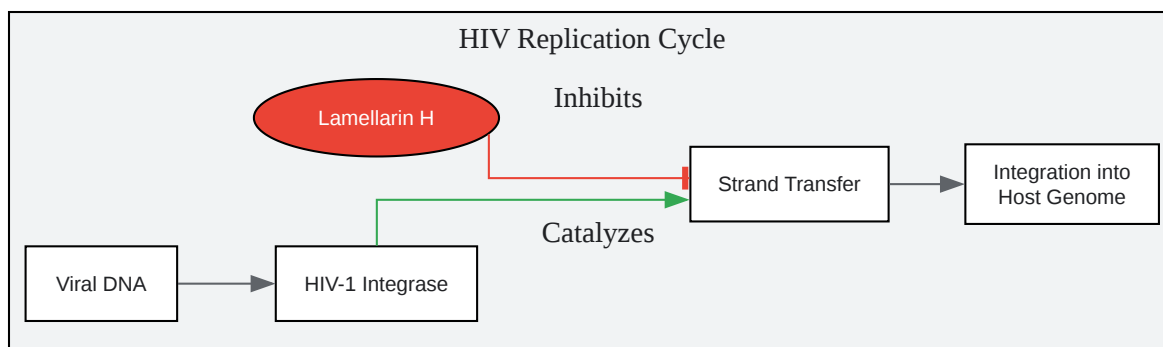 HIV Replication Cycle
Inhibits
Lamellarin H
Strand Transfer
Integration into
Host Genome
Catalyzes
Viral DNA
HIV-1 Integrase